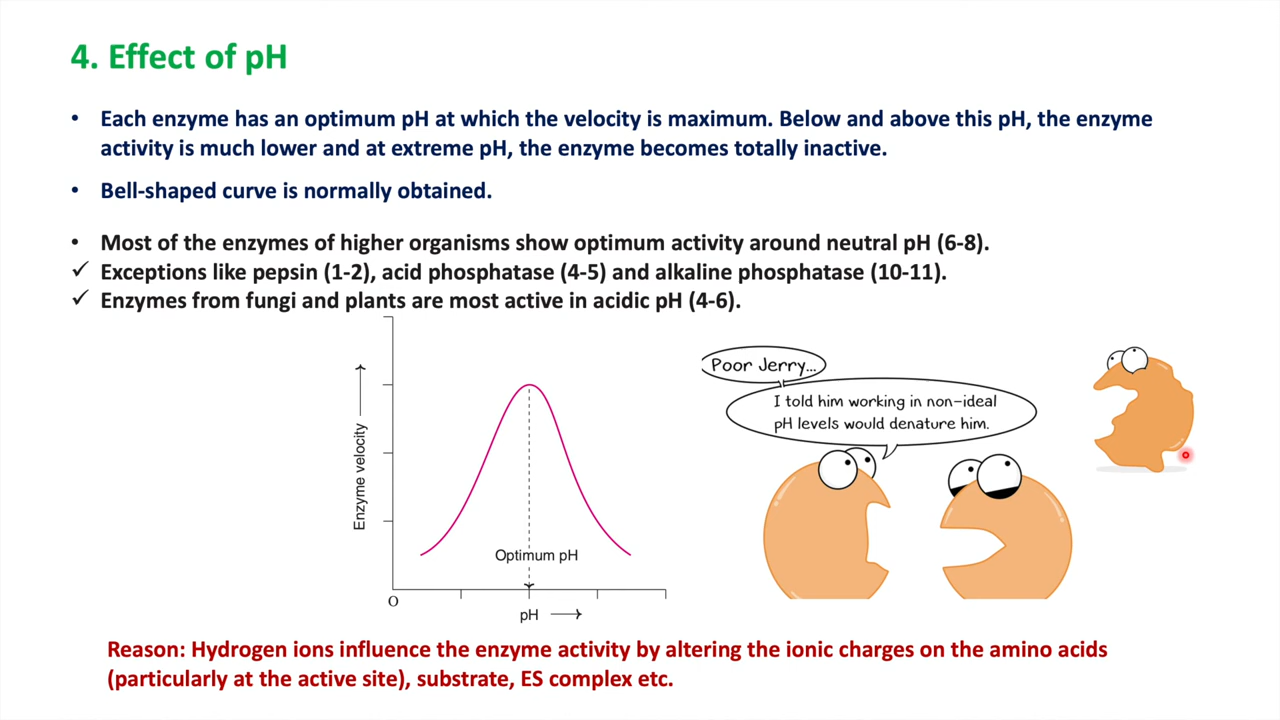 4. Effect of pH
• Each enzyme has an optimum pH at which the velocity is maximum. Below and above this pH, the enzyme
activity is much lower and at extreme pH, the enzyme becomes totally inactive.
• Bell-shaped curve is normally obtained.
• Most of the enzymes of higher organisms show optimum activity around neutral pH (6-8).
✓ Exceptions like pepsin (1-2), acid phosphatase (4-5) and alkaline phosphatase (10-11).
✓ Enzymes from fungi and plants are most active in acidic pH (4-6).
Enzyme velocity
Optimum pH
O
pH
Poor Jerry...
I told him working in non-ideal
pH levels would denature him.
Reason: Hydrogen ions influence the enzyme activity by altering the ionic charges on the amino acids
(particularly at the active site), substrate, ES complex etc.